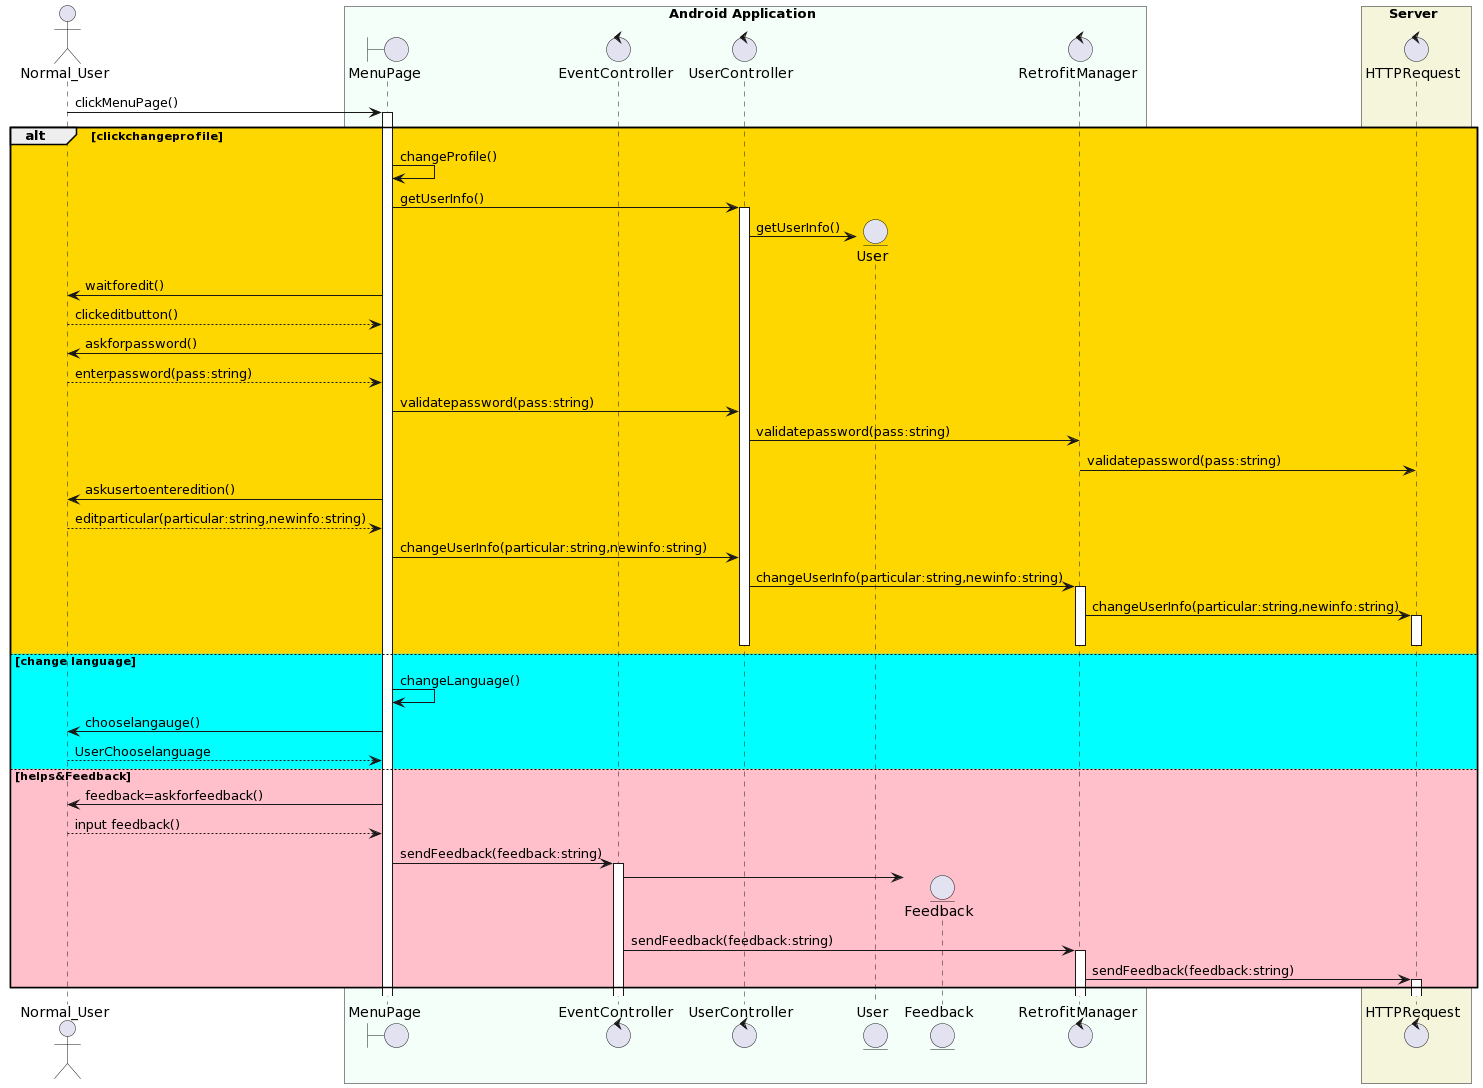 Android Application
Server
Normal_User
MenuPage
EventController
UserController
RetrofitManager
HTTPRequest
clickMenuPage()
alt
[clickchangeprofile]
changeProfile()
getUserInfo()
getUserInfo()
User
waitforedit()
clickeditbutton()
askforpassword()
enterpassword(pass:string)
validatepassword(pass:string)
validatepassword(pass:string)
validatepassword(pass:string)
askusertoenteredition()
editparticular(particular:string,newinfo:string)
changeUserInfo(particular:string,newinfo:string)
changeUserInfo(particular:string,newinfo:string)
changeUserInfo(particular:string,newinfo:string)
[change language]
changeLanguage()
chooselangauge()
UserChooselanguage
[helps&Feedback]
feedback=askforfeedback()
input feedback()
sendFeedback(feedback:string)
Feedback
sendFeedback(feedback:string)
sendFeedback(feedback:string)
Normal_User
MenuPage
EventController
UserController
User
Feedback
RetrofitManager
HTTPRequest